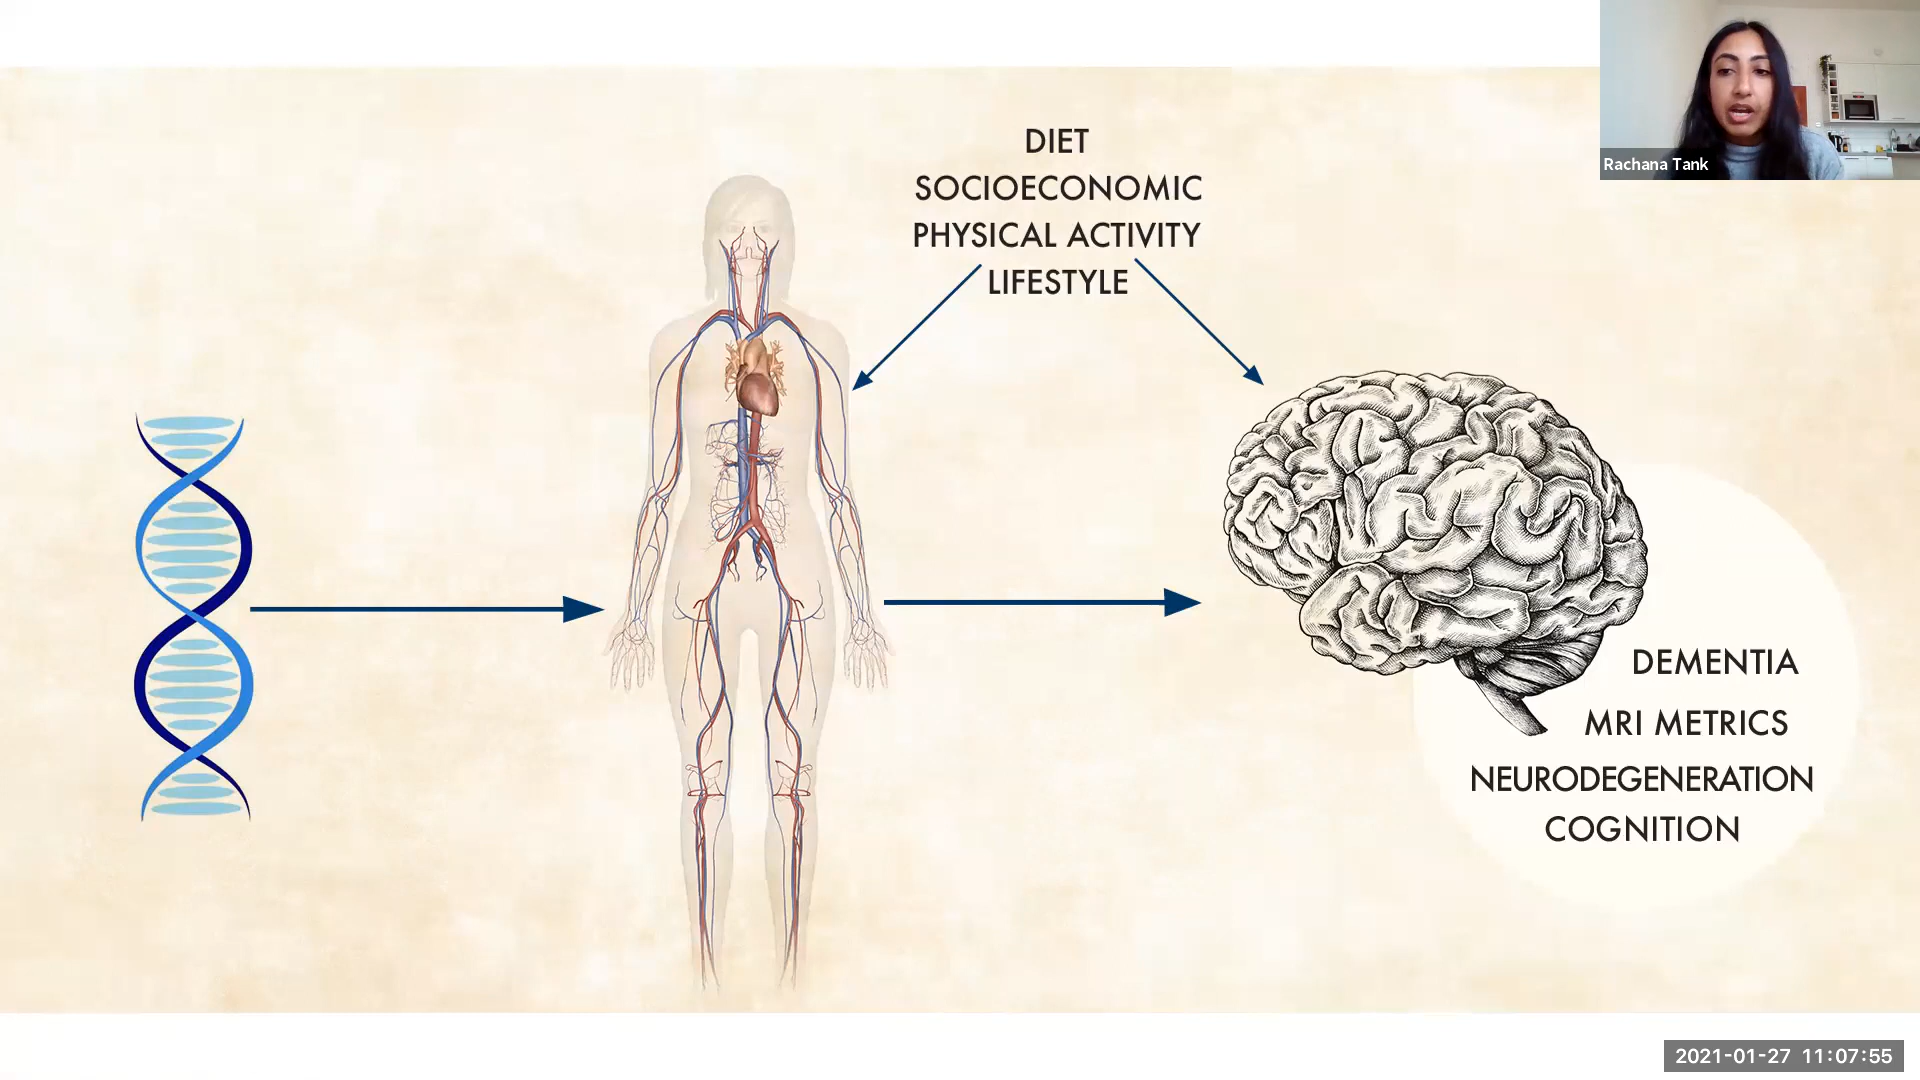 Rachana Tank
DIET
SOCIOECONOMIC
PHYSICAL ACTIVITY
LIFESTYLE
DEMENTIA
MRI METRICS
NEURODEGENERATION
COGNITION
2021-01-27 11:07:55